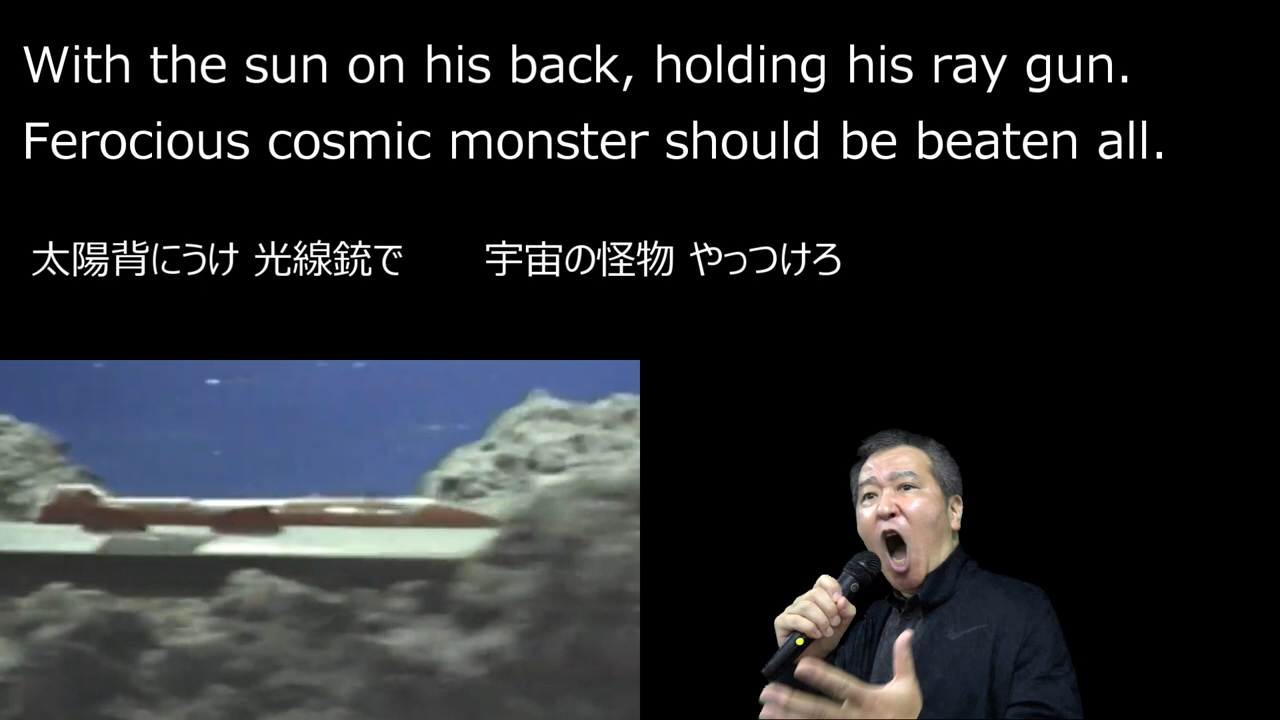 With the sun on his back, holding his ray gun.
Ferocious cosmic monster should be beaten all.
太陽背にうけ 光線銃で　　宇宙の怪物 やっつけろ